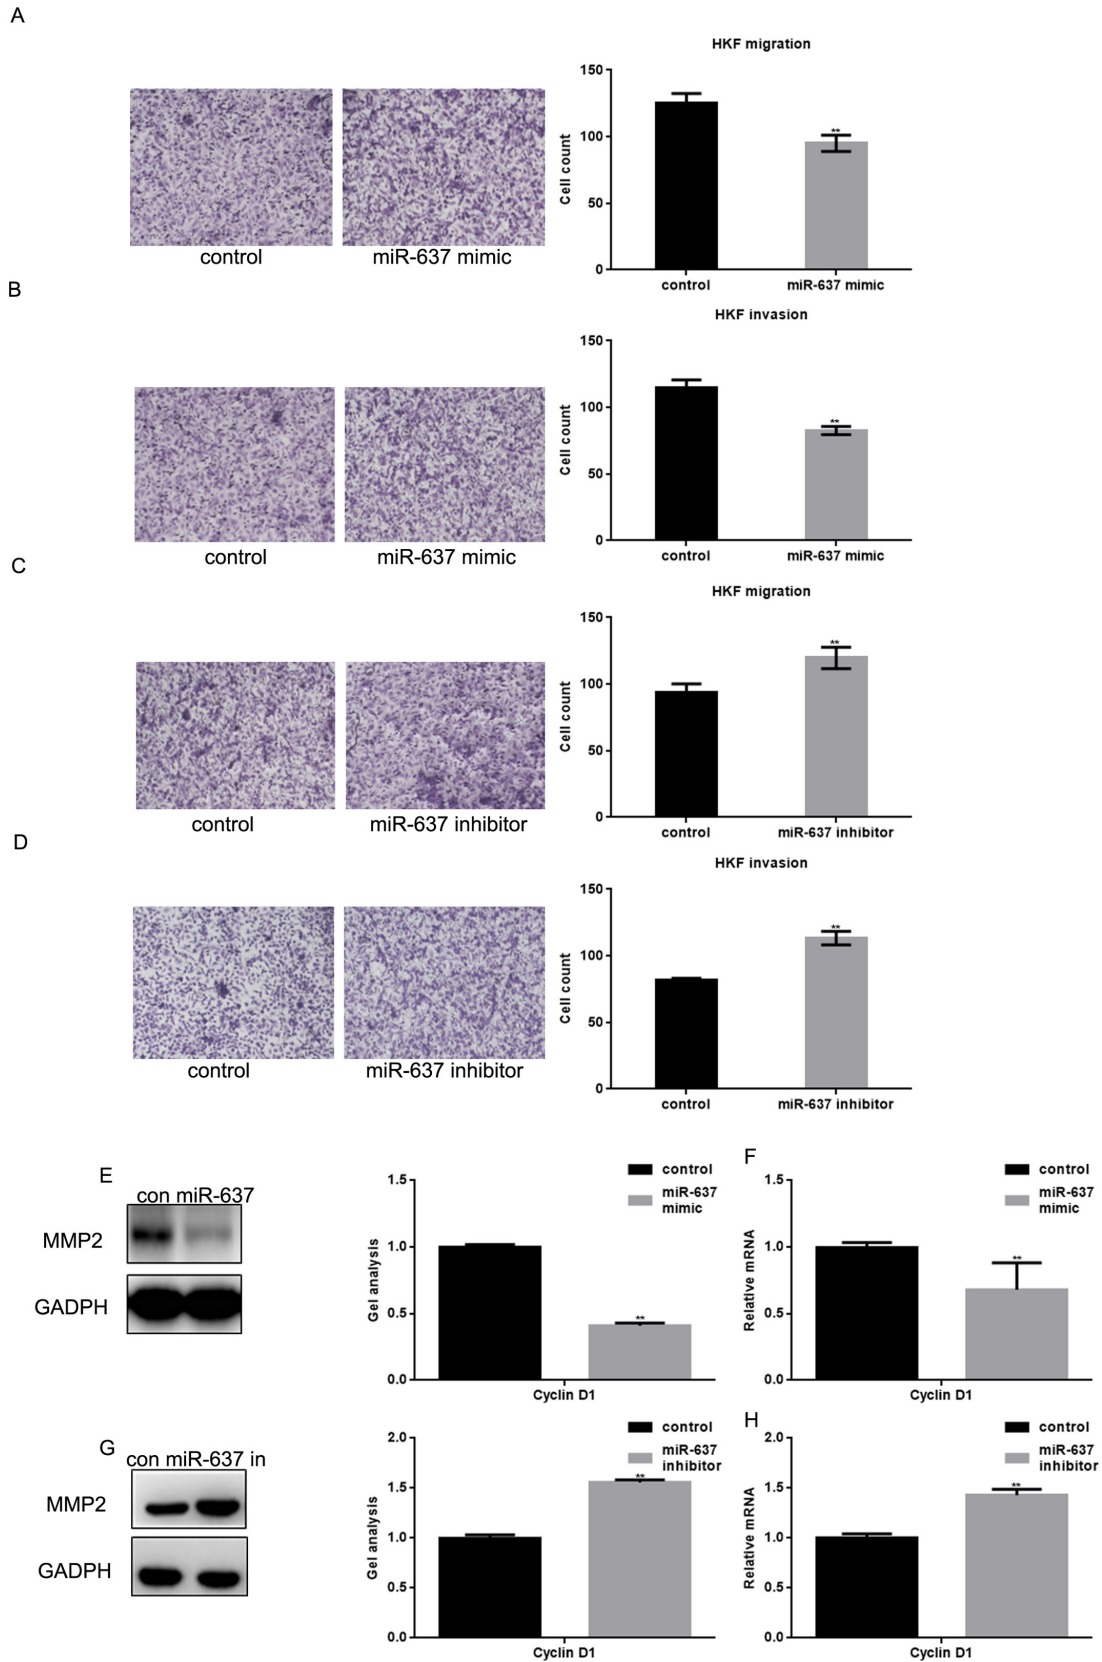 A
HKF migration
150
100
50
0
Cell count
**
control
miR-637 mimic
control
miR-637 mimic
B
HKF invasion
150
100
50
0
Cell count
**
control
miR-637 mimic
control
miR-637 mimic
C
HKF migration
150
100
50
0
Cell count
**
control
miR-637 inhibitor
control
miR-637 inhibitor
D
HKF invasion
150
100
50
0
Cell count
**
control
miR-637 inhibitor
control
miR-637 inhibitor
E
con miR-637
MMP2
GADPH
control
miR-637
mimic
1.5
1.0
0.5
0.0
Gel analysis
**
Cyclin D1
F
control
miR-637
mimic
1.5
1.0
0.5
0.0
Relative mRNA
**
Cyclin D1
G
con miR-637 in
MMP2
GADPH
control
miR-637
inhibitor
2.0
1.5
1.0
0.5
0.0
Gel analysis
**
Cyclin D1
H
control
miR-637
inhibitor
2.0
1.5
1.0
0.5
0.0
Relative mRNA
**
Cyclin D1